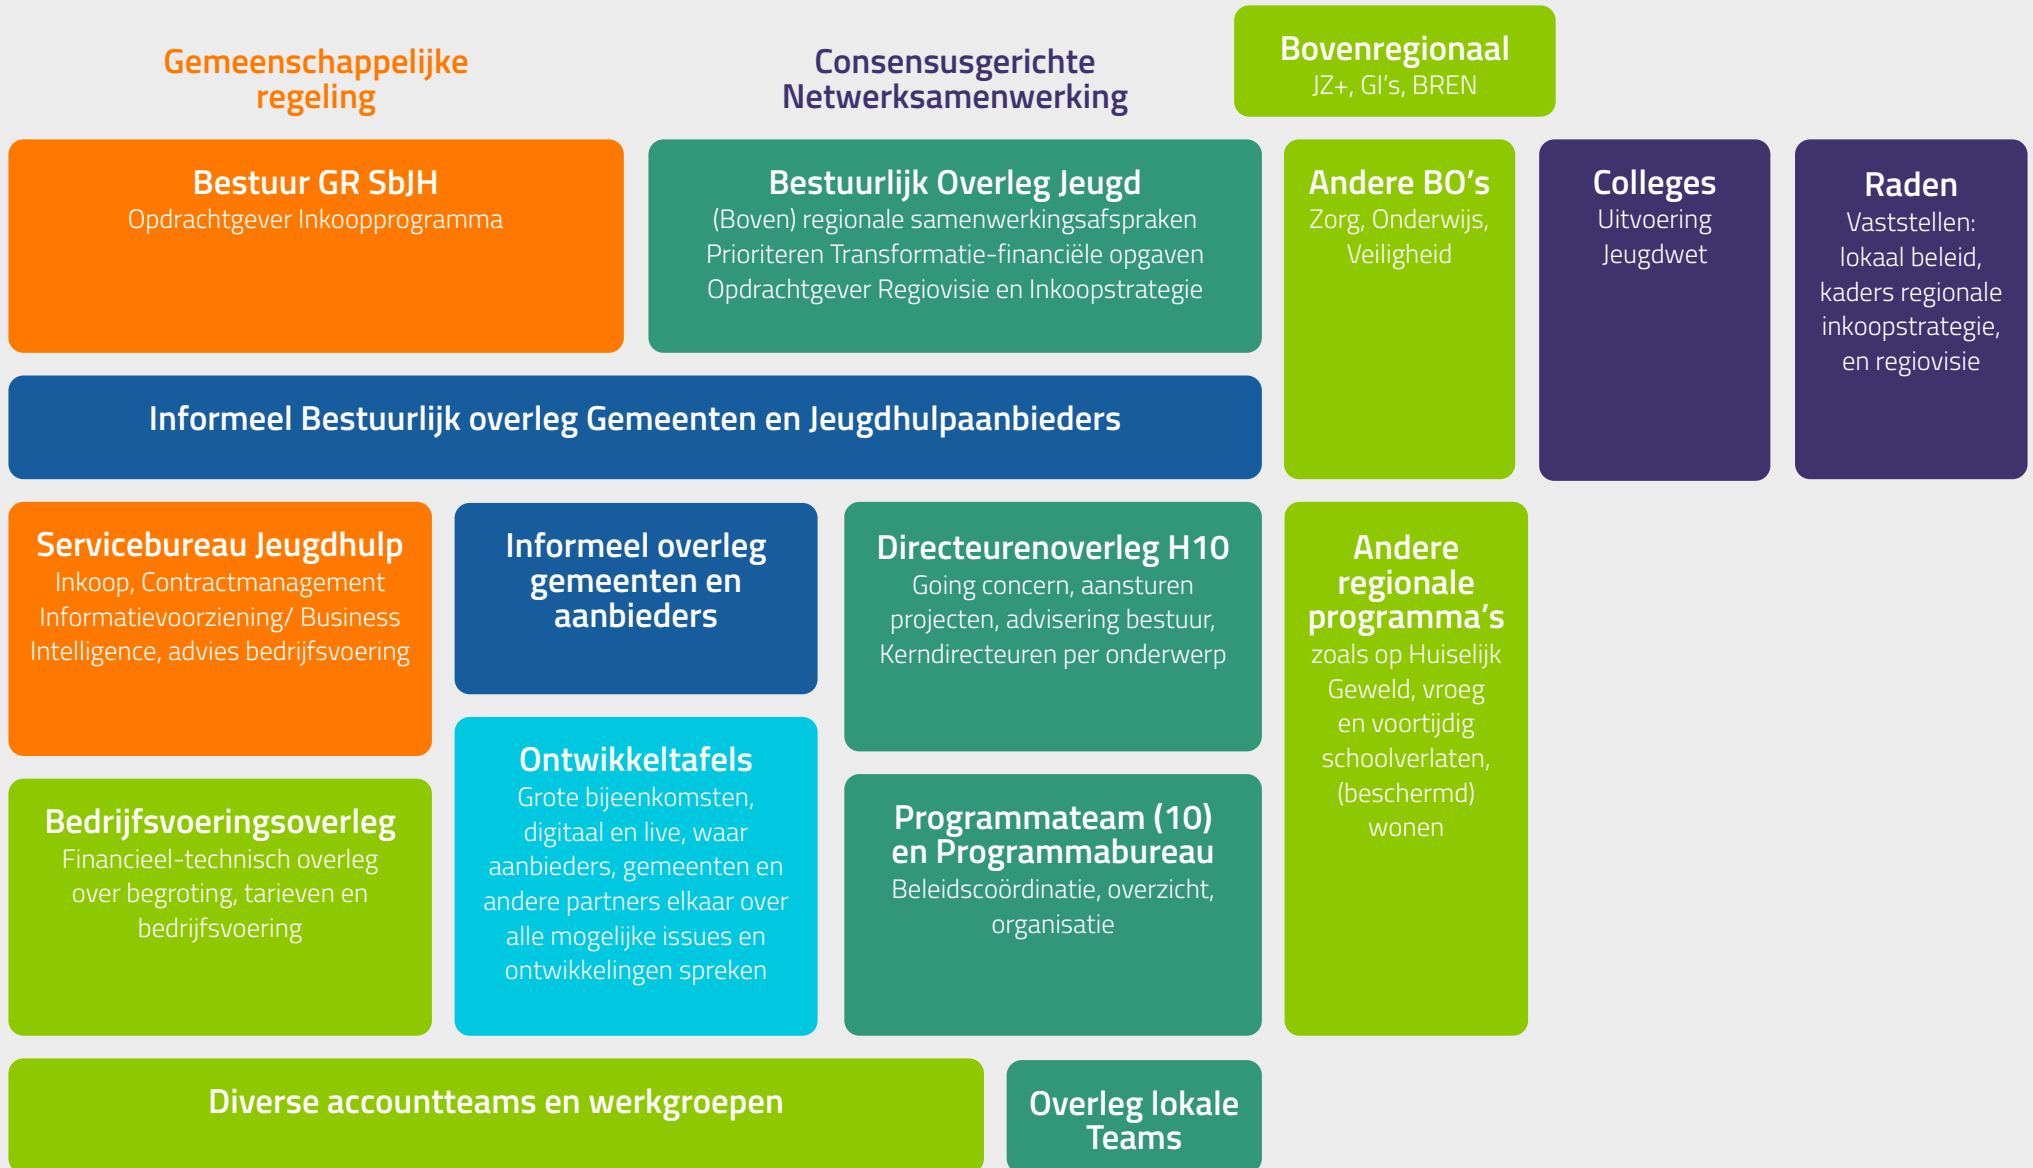 Gemeenschappelijke
regeling
Consensusgerichte
Netwerksamenwerking
Bovenregionaal
JZ+, GI's, BREN
Bestuur GR SbJH
Opdrachtgever Inkoopprogramma
Bestuurlijk Overleg Jeugd
(Boven) regionale samenwerkingsafspraken
Prioriteren Transformatie-financiële opgaven
Opdrachtgever Regiovisie en Inkoopstrategie
Andere BO's
Zorg, Onderwijs,
Veiligheid
Colleges
Uitvoering
Jeugdwet
Raden
Vaststellen:
lokaal beleid,
kaders regionale
inkoopstrategie,
en regiovisie
Informeel Bestuurlijk overleg Gemeenten en Jeugdhulpaanbieders
Servicebureau Jeugdhulp
Inkoop, Contractmanagement
Informatievoorziening/ Business
Intelligence, advies bedrijfsvoering
Informeel overleg
gemeenten en
aanbieders
Directeurenoverleg H10
Going concern, aansturen
projecten, advisering bestuur,
Kerndirecteuren per onderwerp
Andere
regionale
programma's
zoals op Huiselijk
Geweld, vroeg
en voortijdig
schoolverlaten,
(beschermd)
wonen
Bedrijfsvoeringsoverleg
Financieel-technisch overleg
over begroting, tarieven en
bedrijfsvoering
Ontwikkeltafels
Grote bijeenkomsten,
digitaal en live, waar
aanbieders, gemeenten en
andere partners elkaar over
alle mogelijke issues en
ontwikkelingen spreken
Programmateam (10)
en Programmabureau
Beleidscoördinatie, overzicht,
organisatie
Diverse accountteams en werkgroepen
Overleg lokale
Teams